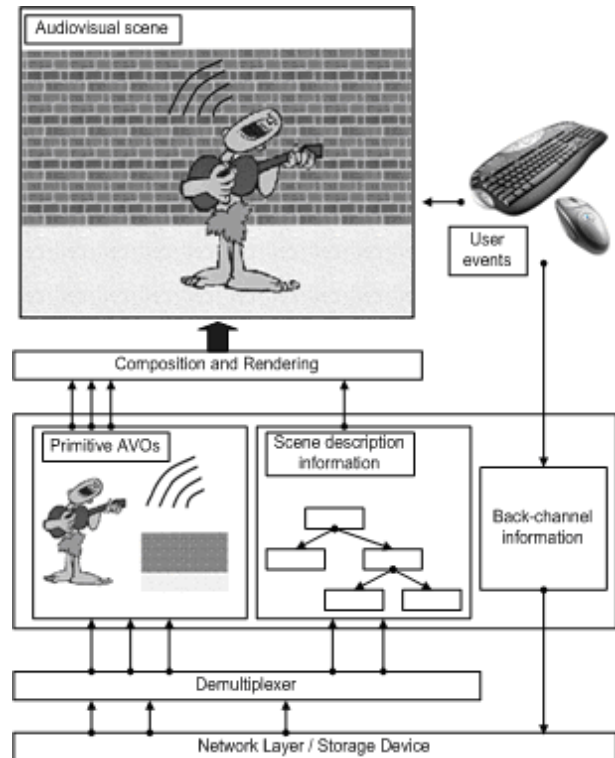 Audiovisual scene
User
events
Composition and Rendering
Primitive AVOs
Scene description
information
Back-channel
information
Demultiplexer
Network Layer / Storage Device